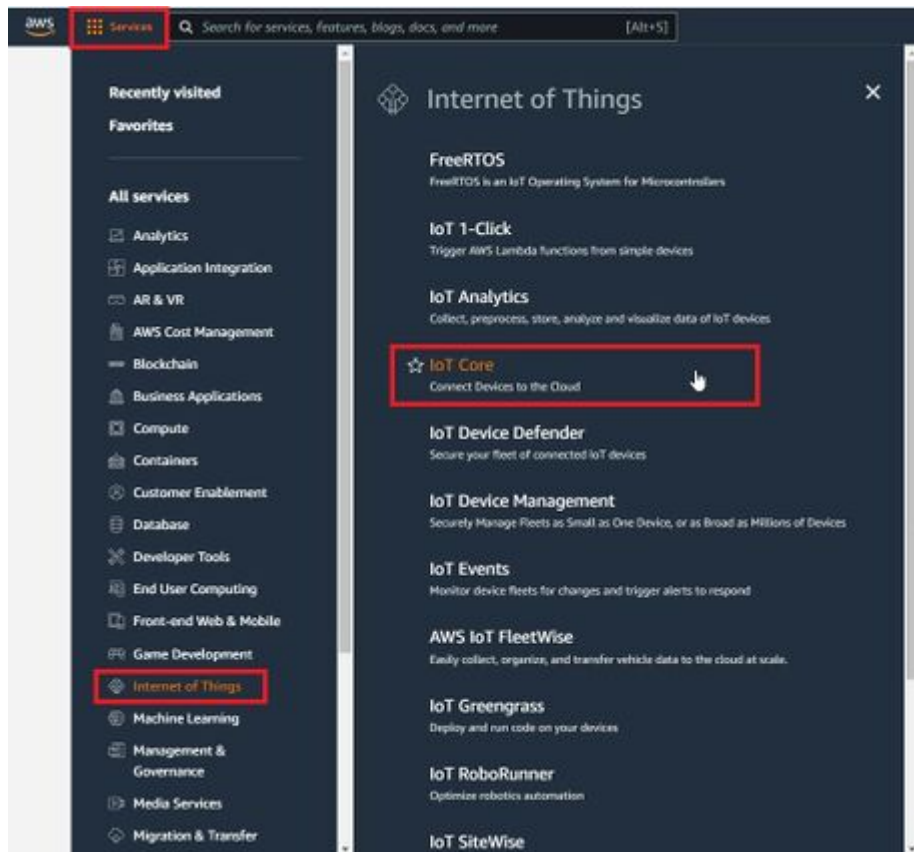 aws
Services
Search for services, features, blogs, docs, and more
[Alt+S]
Recently visited
Favorites
All services
Analytics
Application Integration
AR & VR
AWS Cost Management
Blockchain
Business Applications
Compute
Containers
Customer Enablement
Database
Developer Tools
End User Computing
Front-end Web & Mobile
Game Development
Internet of Things
Machine Learning
Management &
Governance
Media Services
Migration & Transfer
Internet of Things
FreeRTOS
FreeRTOS is an IoT Operating System for Microcontrollers
IoT 1-Click
Trigger AWS Lambda functions from simple devices
IoT Analytics
Collect, preprocess, store, analyze and visualize data of IoT devices
IoT Core
Connect Devices to the Cloud
IoT Device Defender
Secure your fleet of connected IoT devices
IoT Device Management
Securely Manage Fleets as Small as One Device, or as Broad as Millions of Devices
IoT Events
Monitor device fleets for changes and trigger alerts to respond
AWS IoT FleetWise
Easily collect, organize, and transfer vehicle data to the cloud at scale.
IoT Greengrass
Deploy and run code on your devices
IoT RoboRunner
Optimize robotics automation
IoT SiteWise